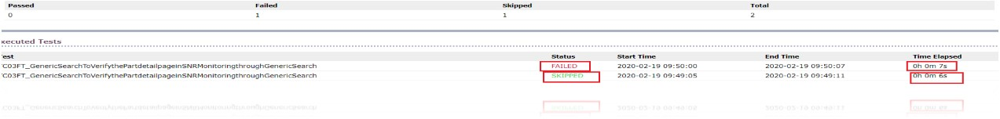 Passed Failed Skipped Total
0 1 1 2
xecuted Tests
est Status Start Time End Time Time Elapsed
C03FT_GenericSearchToVerifythePartdetailpageinSNRMonitoringthroughGenericSearch FAILED 2020-02-19 09:50:00 2020-02-19 09:50:07 0h 0m 7s
C03FT_GenericSearchToVerifythePartdetailpageinSNRMonitoringthroughGenericSearch SKIPPED 2020-02-19 09:49:05 2020-02-19 09:49:11 0h 0m 6s